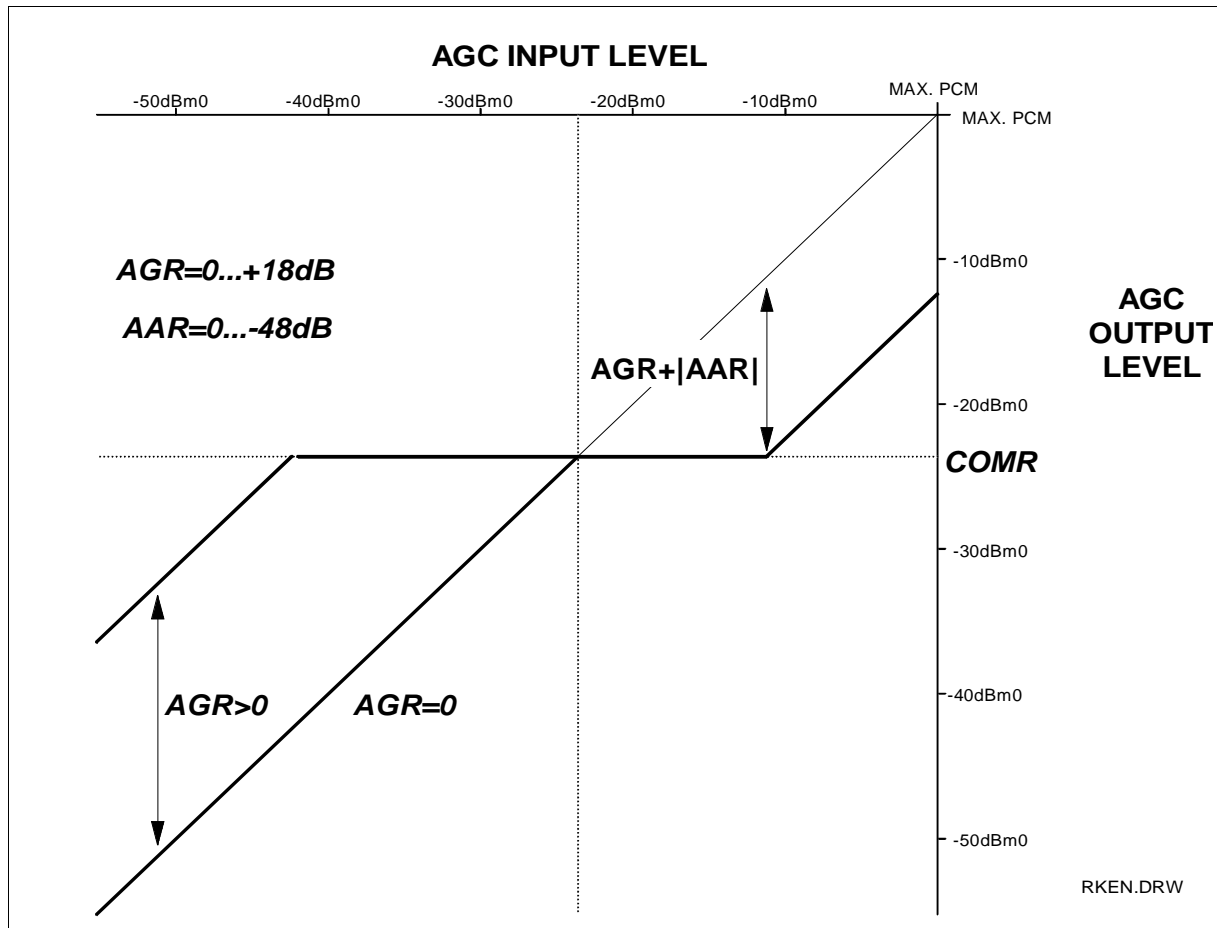 AGC INPUT LEVEL
MAX. PCM
-50dBm0 -40dBm0 -30dBm0 -20dBm0 -10dBm0
MAX. PCM
AGR=0...+18dB
-10dBm0
AAR=0...-48dB
AGC
OUTPUT
LEVEL
AGR+|AAR|
-20dBm0
COMR
-30dBm0
AGR>0 AGR=0
-40dBm0
-50dBm0
RKEN.DRW